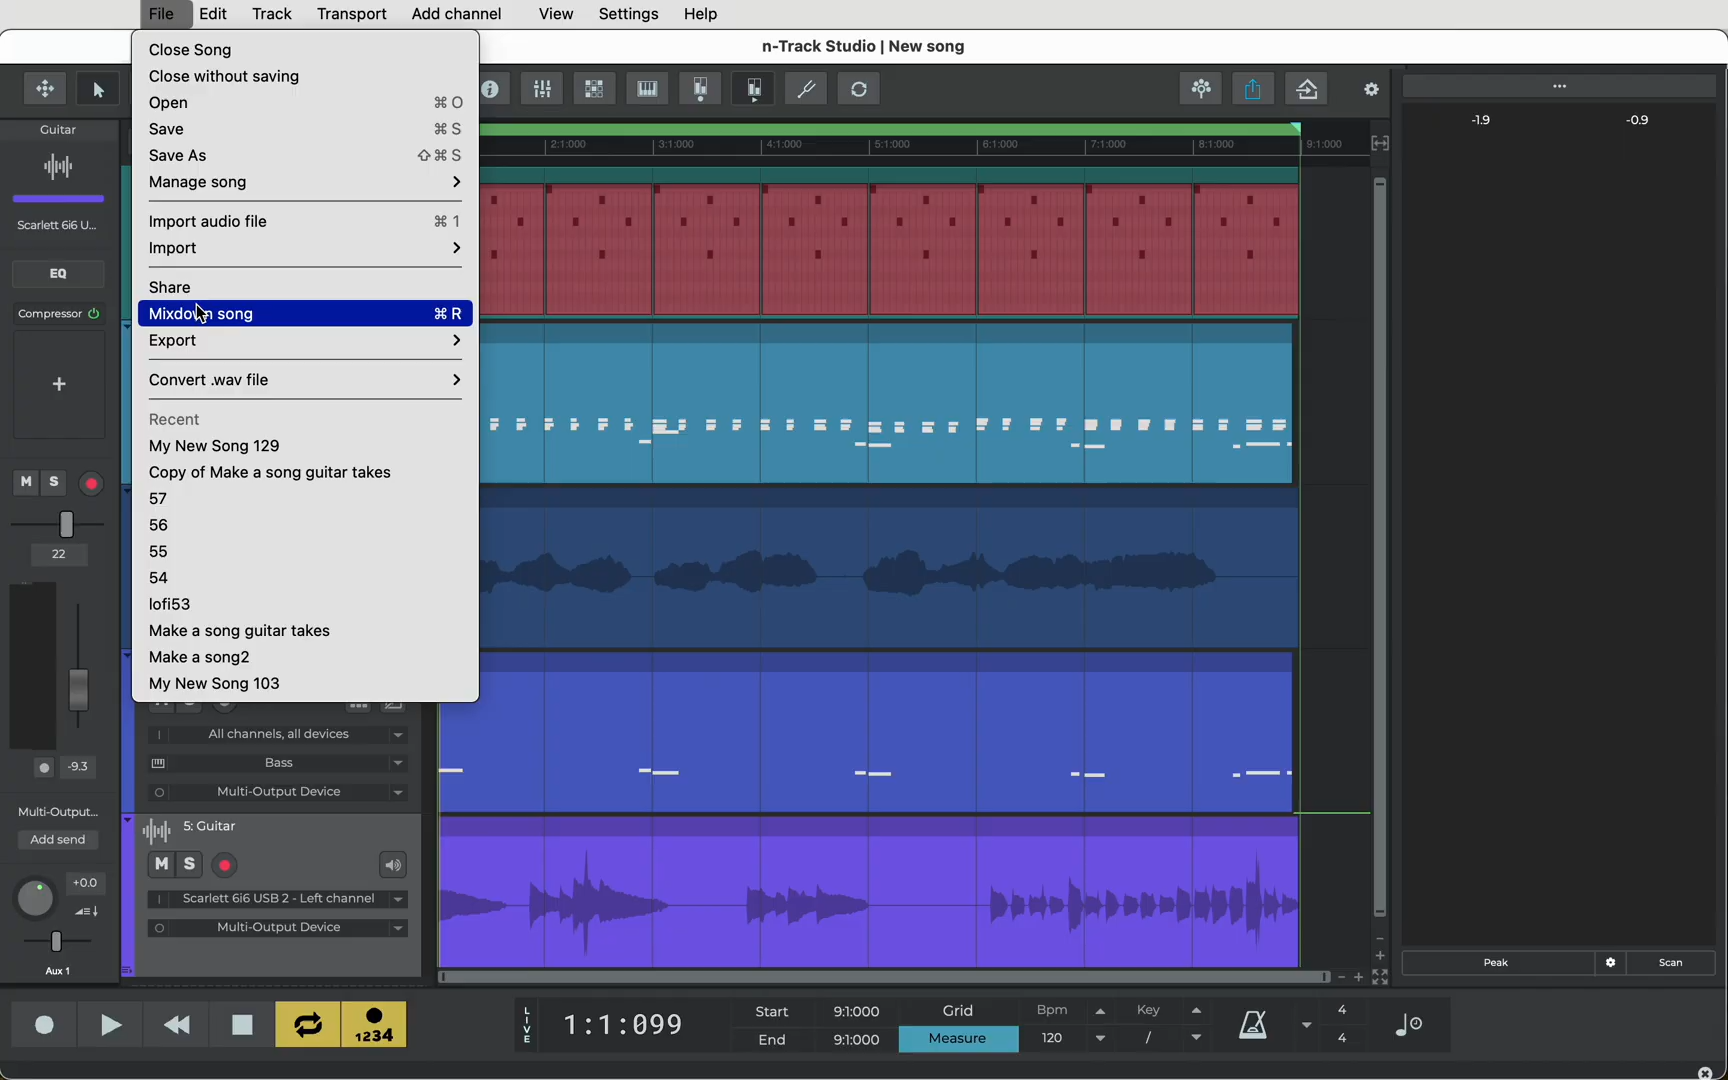 File Edit Track Transport Add channel View Settings Help
n-Track Studio | New song
Close Song
Close without saving
Open ⌘ O
Save ⌘ S
Save As ⇧ ⌘ S
Manage song
Import audio file ⌘ 1
Import
Share
Mixdown song ⌘ R
Export
Convert .wav file
Recent
My New Song 129
Copy of Make a song guitar takes
57
56
55
54
lofi53
Make a song guitar takes
Make a song2
My New Song 103
Guitar
Scarlett 6i6 U...
EQ
Compressor
+
M S
22
-9.3
Multi-Output...
Add send
+0.0
Aux 1
2:1:000 3:1:000 4:1:000 5:1:000 6:1:000 7:1:000 8:1:000 9:1:000
-1.9 -0.9
All channels, all devices
Bass
Multi-Output Device
5: Guitar
M S
Scarlett 6i6 USB 2 - Left channel
Multi-Output Device
Peak Scan
1234
LIVE
1:1:099
Start 9:1:000
End 9:1:000
Grid
Measure
Bpm
120
Key
/
4
4